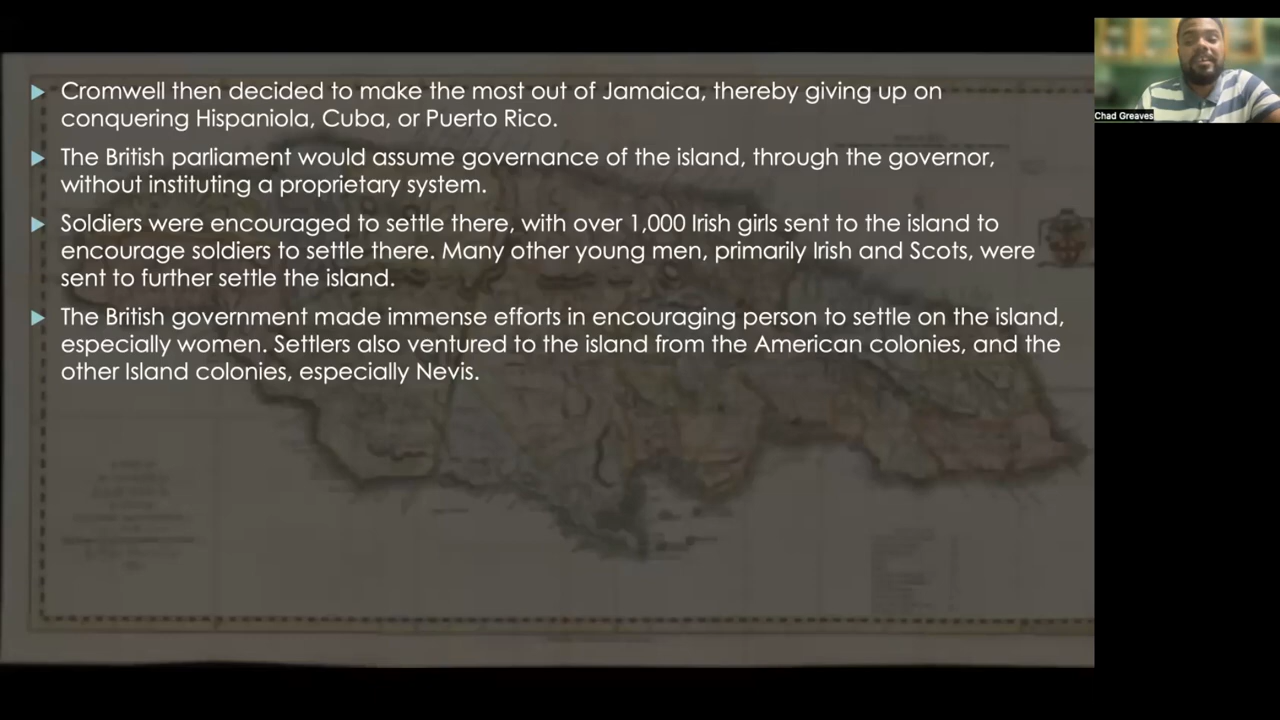 Cromwell then decided to make the most out of Jamaica, thereby giving up on
conquering Hispaniola, Cuba, or Puerto Rico.
The British parliament would assume governance of the island, through the governor,
without instituting a proprietary system.
Soldiers were encouraged to settle there, with over 1,000 Irish girls sent to the island to
encourage soldiers to settle there. Many other young men, primarily Irish and Scots, were
sent to further settle the island.
The British government made immense efforts in encouraging person to settle on the island,
especially women. Settlers also ventured to the island from the American colonies, and the
other Island colonies, especially Nevis.
Chad Greaves